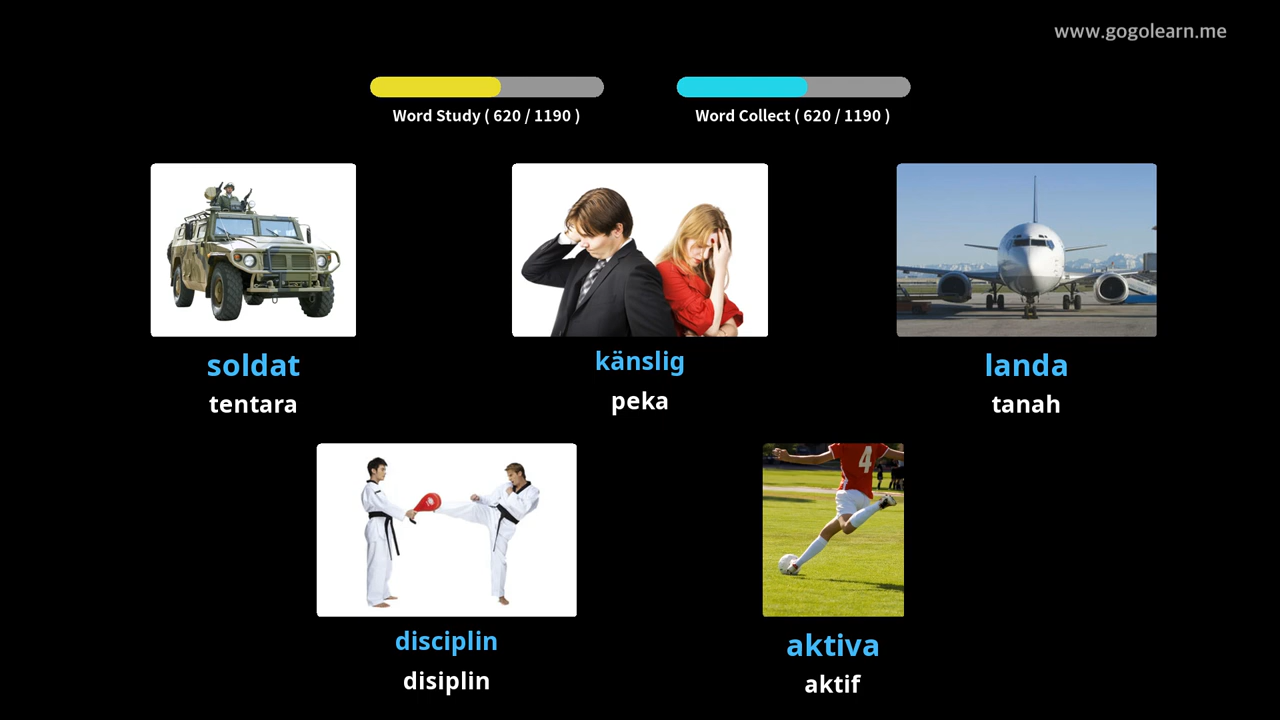 www.gogolearn.me
Word Study ( 620 / 1190 )
Word Collect ( 620 / 1190 )
soldat
tentara
känslig
peka
landa
tanah
4
disciplin
disiplin
aktiva
aktif